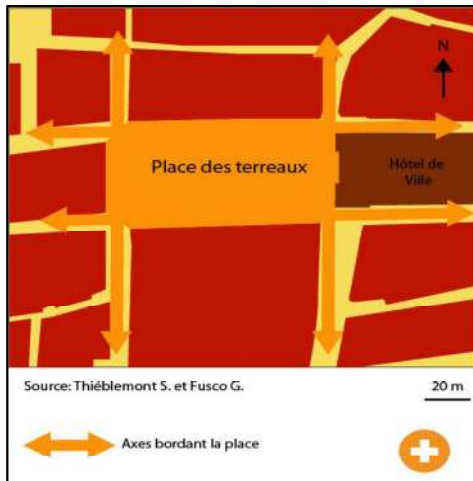 N
Place des terreaux
Hôtel de
Ville
Source: Thiéblemont S. et Fusco G.
20 m
Axes bordant la place